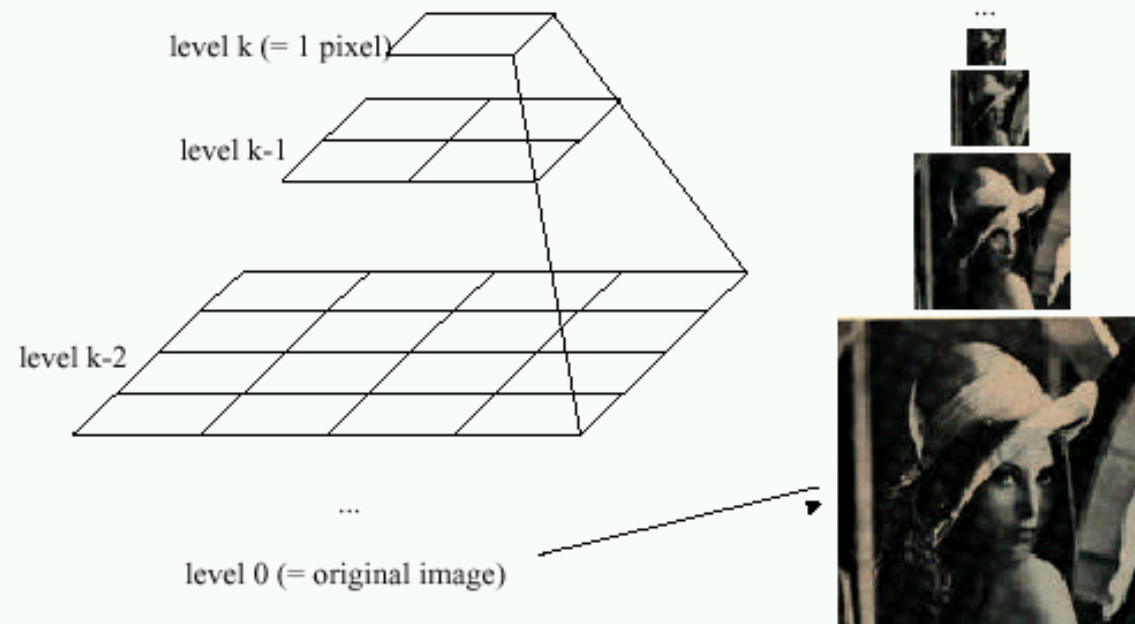 ...
level k (= 1 pixel)
level k-1
level k-2
...
level 0 (= original image)